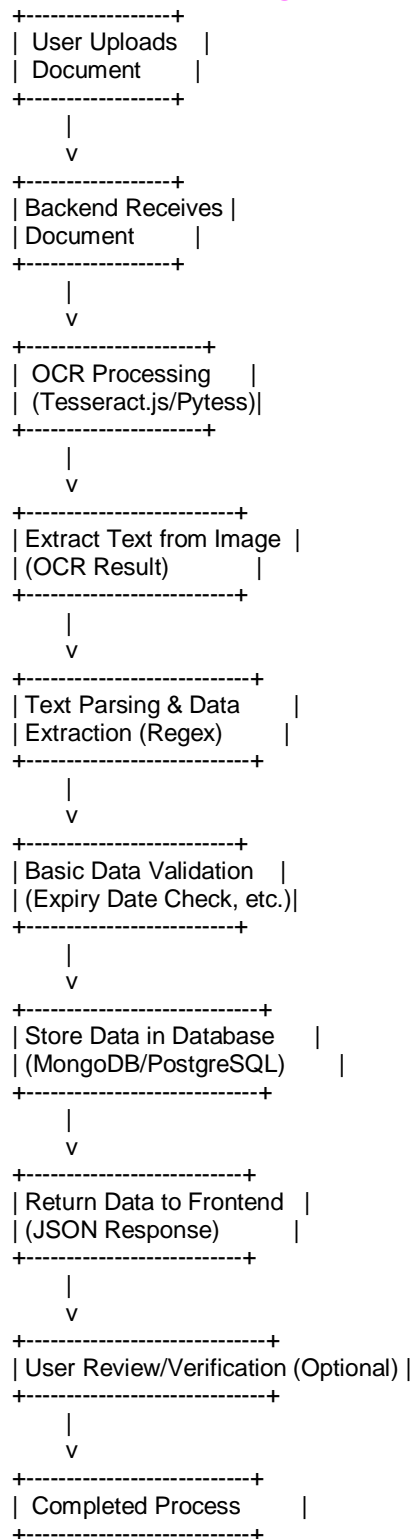 +------------------+
| User Uploads |
| Document |
+------------------+
|
v
+------------------+
| Backend Receives |
| Document |
+------------------+
|
v
+----------------------+
| OCR Processing |
| (Tesseract.js/Pytess)|
+----------------------+
|
v
+--------------------------+
| Extract Text from Image |
| (OCR Result) |
+--------------------------+
|
v
+----------------------------+
| Text Parsing & Data |
| Extraction (Regex) |
+----------------------------+
|
v
+--------------------------+
| Basic Data Validation |
| (Expiry Date Check, etc.)|
+--------------------------+
|
v
+-----------------------------+
| Store Data in Database |
| (MongoDB/PostgreSQL) |
+-----------------------------+
|
v
+---------------------------+
| Return Data to Frontend |
| (JSON Response) |
+---------------------------+
|
v
+------------------------------+
| User Review/Verification (Optional) |
+------------------------------+
|
v
+----------------------------+
| Completed Process |
+----------------------------+